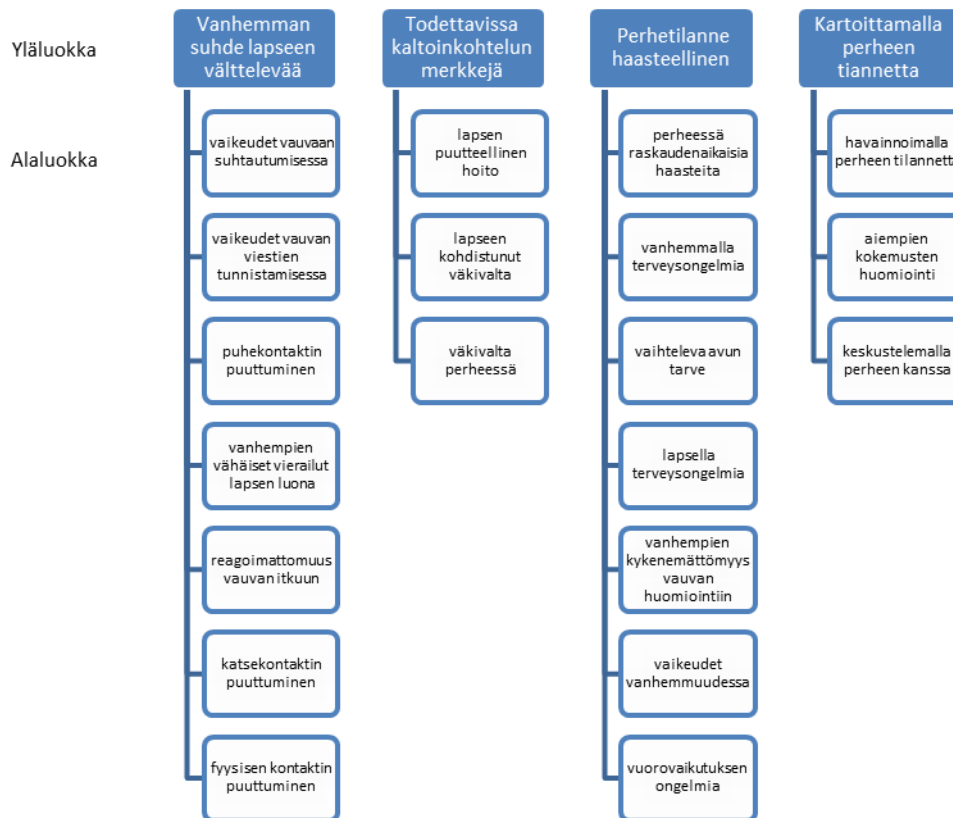 Yläluokka
Vanhemman
suhde lapseen
välttelevää
Todettavissa
kaltoinkohtelun
merkkejä
Perhetilanne
haasteellinen
Kartoittamalla
perheen
tiannetta
Alaluokka
vaikeudet vauvaan
suhtautumisessa
vaikeudet vauvan
viestien
tunnistamisessa
puhekontaktin
puuttuminen
vanhempien
vähäiset vierailut
lapsen luona
reagoimattomuus
vauvan itkuun
katsekontaktin
puuttuminen
fyysisen kontaktin
puuttuminen
lapsen
puutteellinen
hoito
lapseen
kohdistunut
väkivalta
väkivalta
perheessä
perheessä
raskaudenaikaisia
haasteita
vanhemmalla
terveysongelmia
vaihteleva avun
tarve
lapsella
terveysongelmia
vanhempien
kykenemättömyys
vauvan
huomiointiin
vaikeudet
vanhemmuudessa
vuorovaikutuksen
ongelmia
havainnoimalla
perheen tilannett
aiempien
kokemusten
huomiointi
keskustelemalla
perheen kanssa